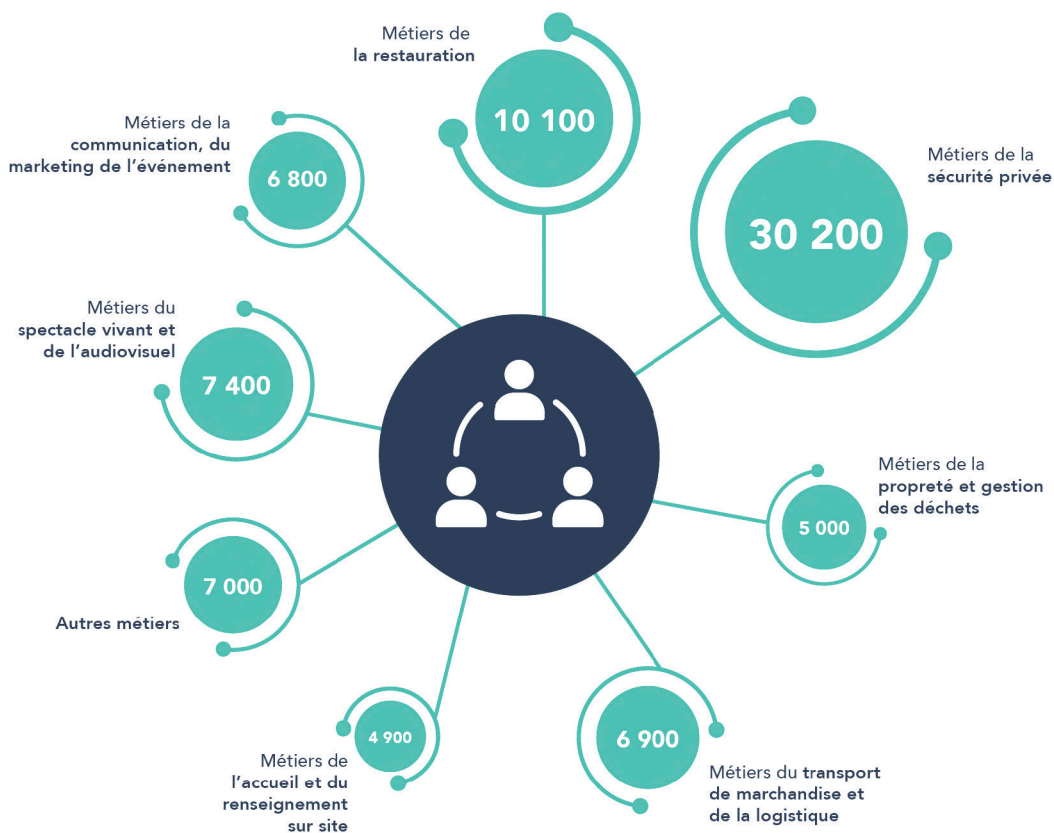 Métiers de
la restauration
10 100
Métiers de la
sécurité privée
30 200
Métiers de la
communication, du
marketing de l'événement
6 800
Métiers du
spectacle vivant et
de l'audiovisuel
7 400
Métiers de la
propreté et gestion
des déchets
5 000
Autres métiers
7 000
Métiers de
l'accueil et du
renseignement
sur site
4 900
6 900
Métiers du transport
de marchandise et
de la logistique